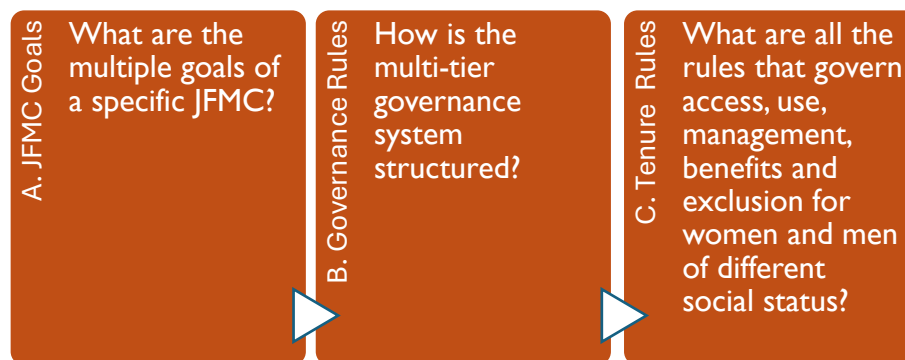 A. JFMC Goals
What are the
multiple goals of
a specific JFMC?
B. Governance Rules
How is the
multi-tier
governance
system
structured?
C. Tenure Rules
What are all the
rules that govern
access, use,
management,
benefits and
exclusion for
women and men
of different
social status?